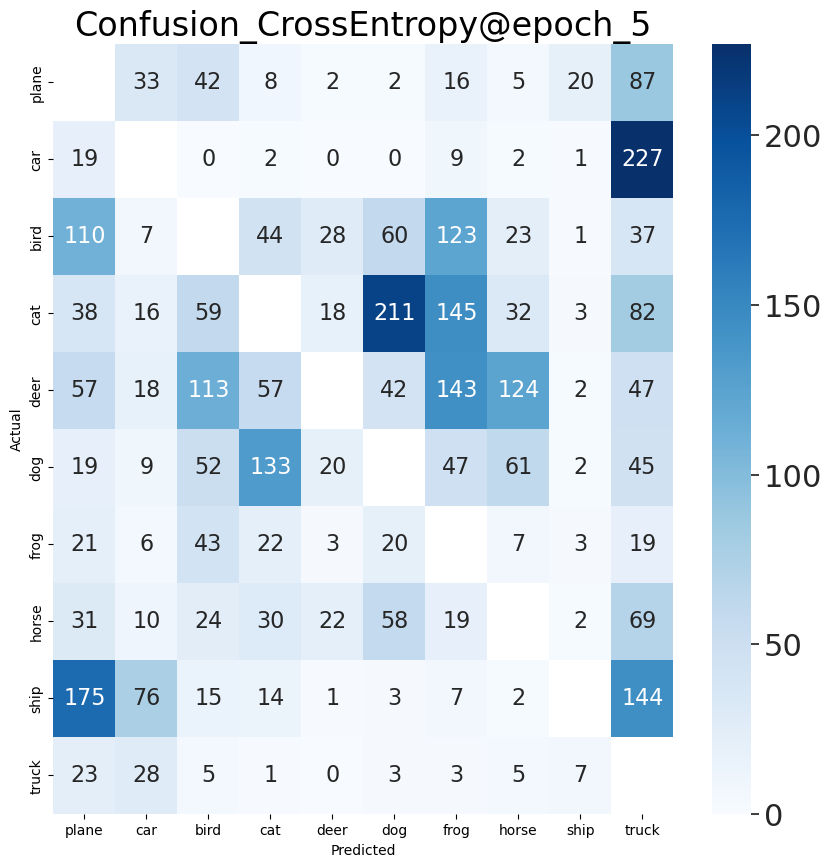 Confusion_CrossEntropy@epoch_5
plane 33 42 8 2 2 16 5 20 87
car 19 0 2 0 0 9 2 1 227
bird 110 7 44 28 60 123 23 1 37
cat 38 16 59 18 211 145 32 3 82
deer 57 18 113 57 42 143 124 2 47
dog 19 9 52 133 20 47 61 2 45
frog 21 6 43 22 3 20 7 3 19
horse 31 10 24 30 22 58 19 2 69
ship 175 76 15 14 1 3 7 2 144
truck 23 28 5 1 0 3 3 5 7
plane car bird cat deer dog frog horse ship truck
Predicted
Actual
200
150
100
50
0